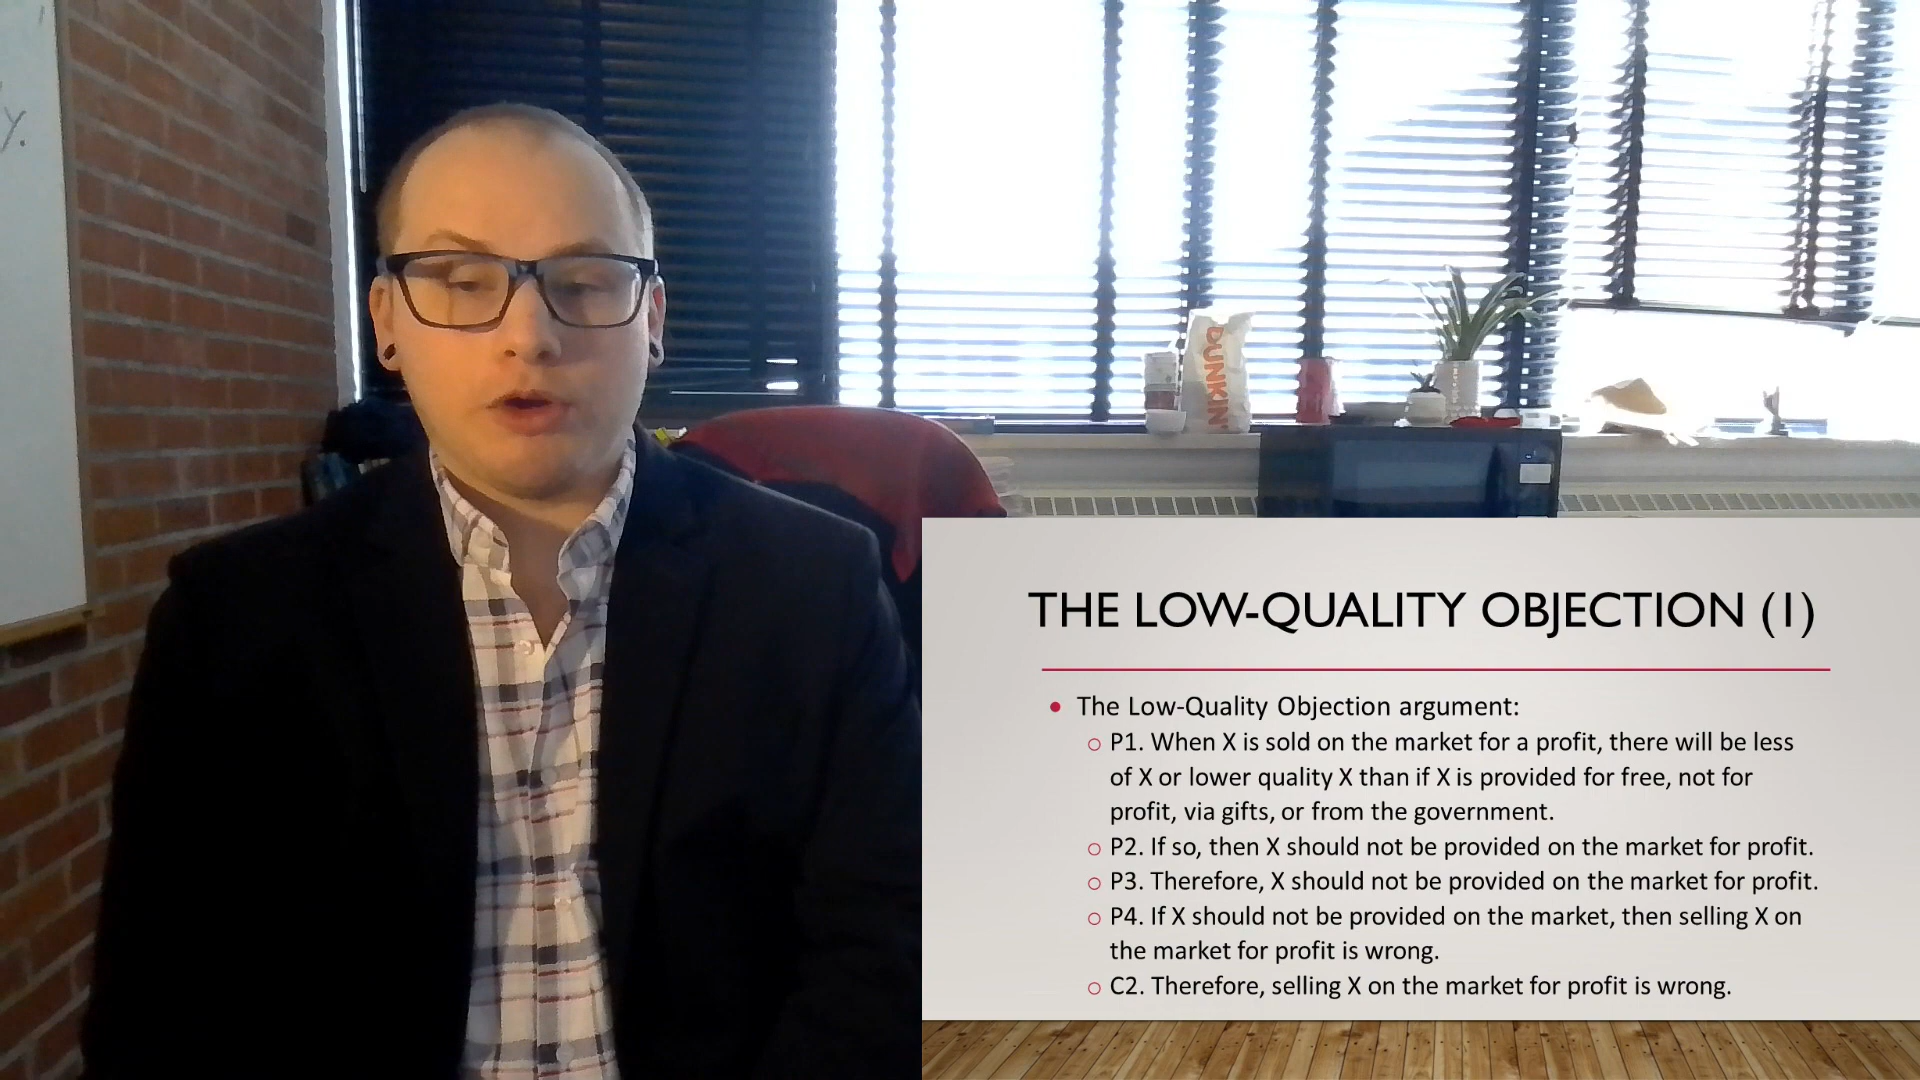 y.
DUNKIN'
THE LOW-QUALITY OBJECTION (1)
The Low-Quality Objection argument:
P1. When X is sold on the market for a profit, there will be less
of X or lower quality X than if X is provided for free, not for
profit, via gifts, or from the government.
P2. If so, then X should not be provided on the market for profit.
P3. Therefore, X should not be provided on the market for profit.
P4. If X should not be provided on the market, then selling X on
the market for profit is wrong.
C2. Therefore, selling X on the market for profit is wrong.